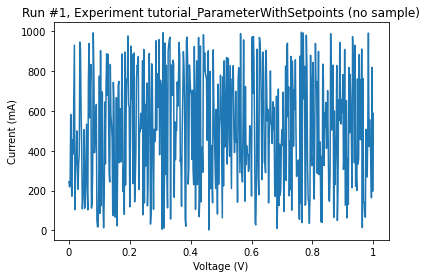 Run #1, Experiment tutorial_ParameterWithSetpoints (no sample)
Current (mA)
1000
800
600
400
200
0
0 0.2 0.4 0.6 0.8 1
Voltage (V)